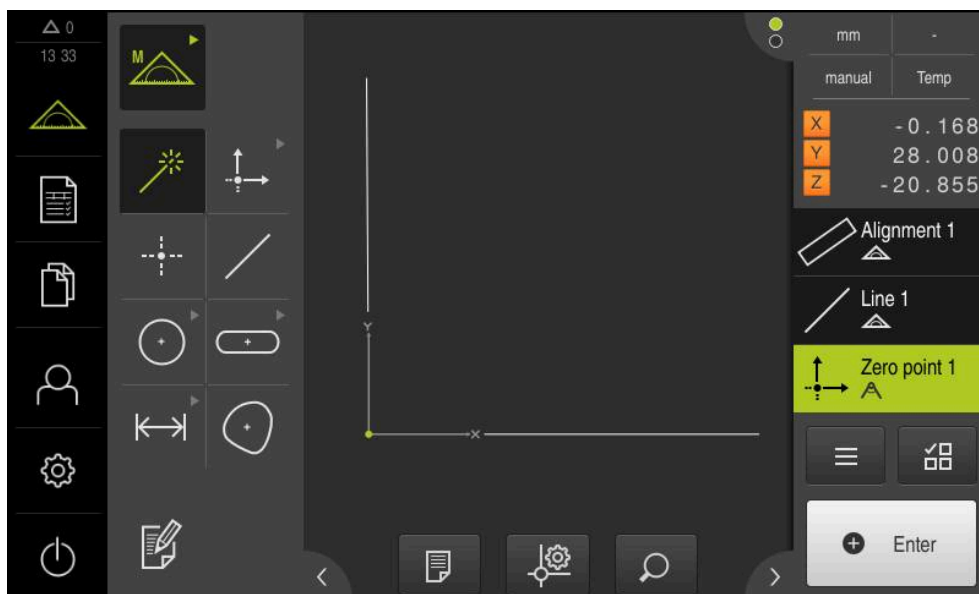 0
13 33
M
mm
-
manual
Temp
X
-0.168
Y
28.008
Z
-20.855
Alignment 1
Line 1
Zero point 1
Y
X
Enter